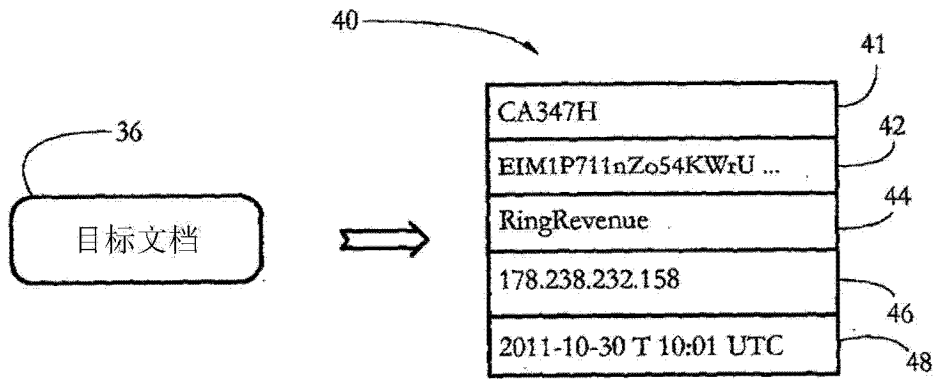 40
41
CA347H
36
42
EIM1P711nZo54KWrU ...
44
RingRevenue
目标文档
178.238.232.158
46
2011-10-30 T 10:01 UTC
48